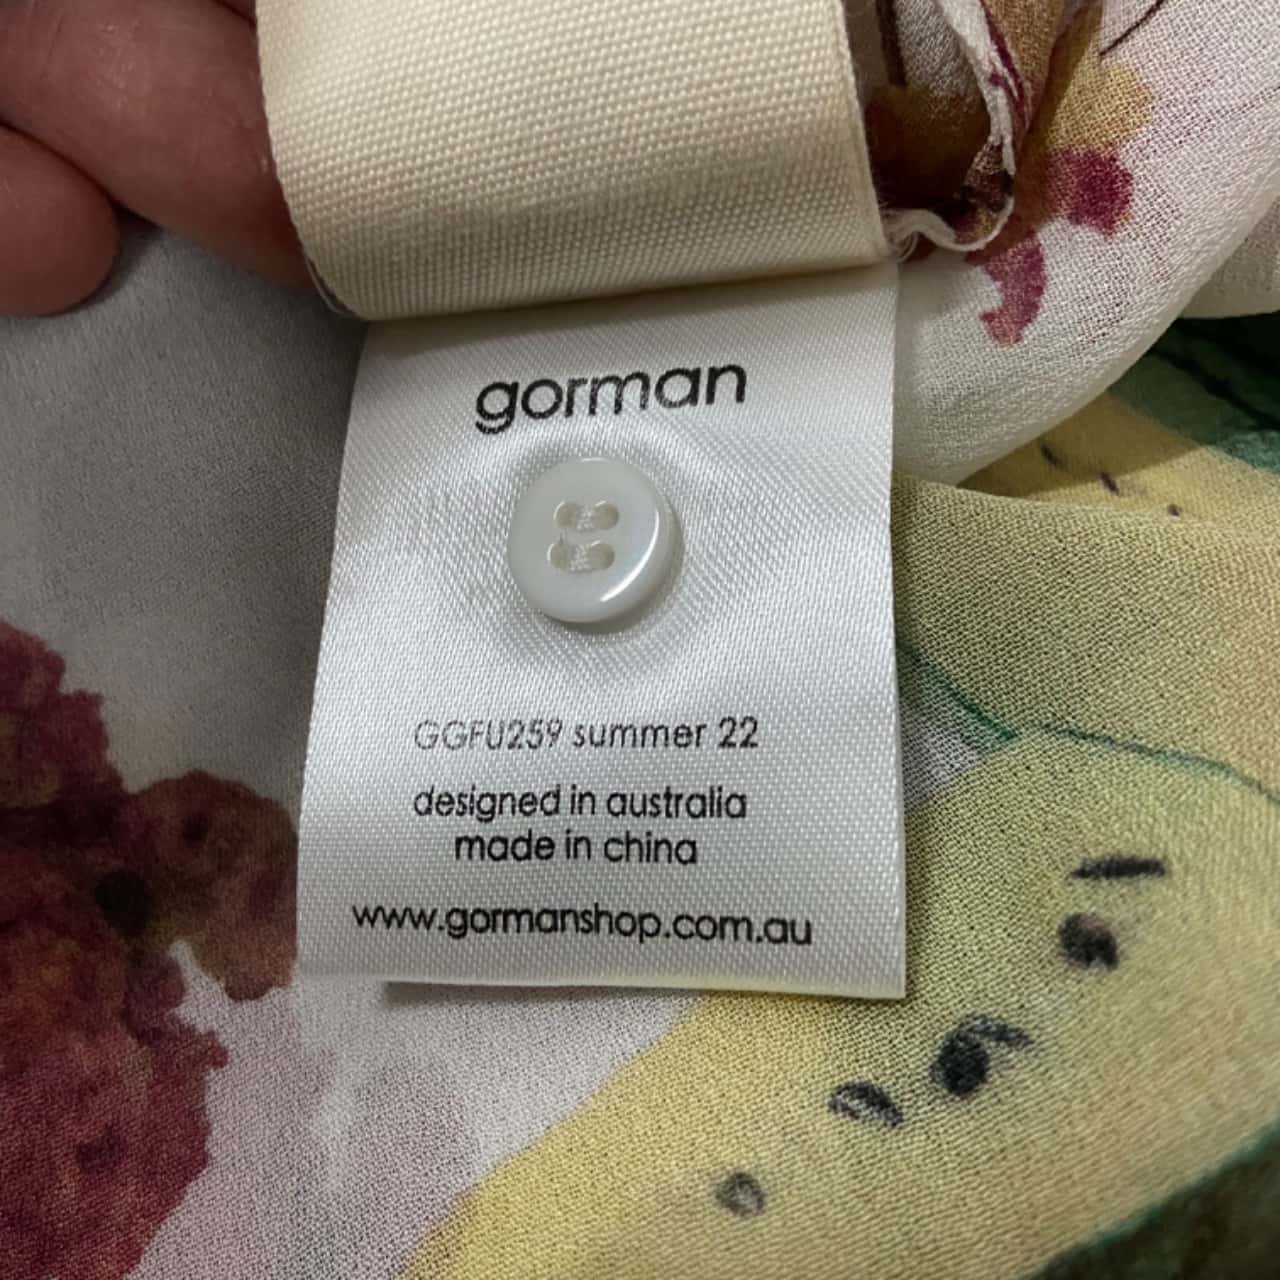 gorman
GGFU259 summer 22
designed in australia
made in china
www.gormanshop.com.au